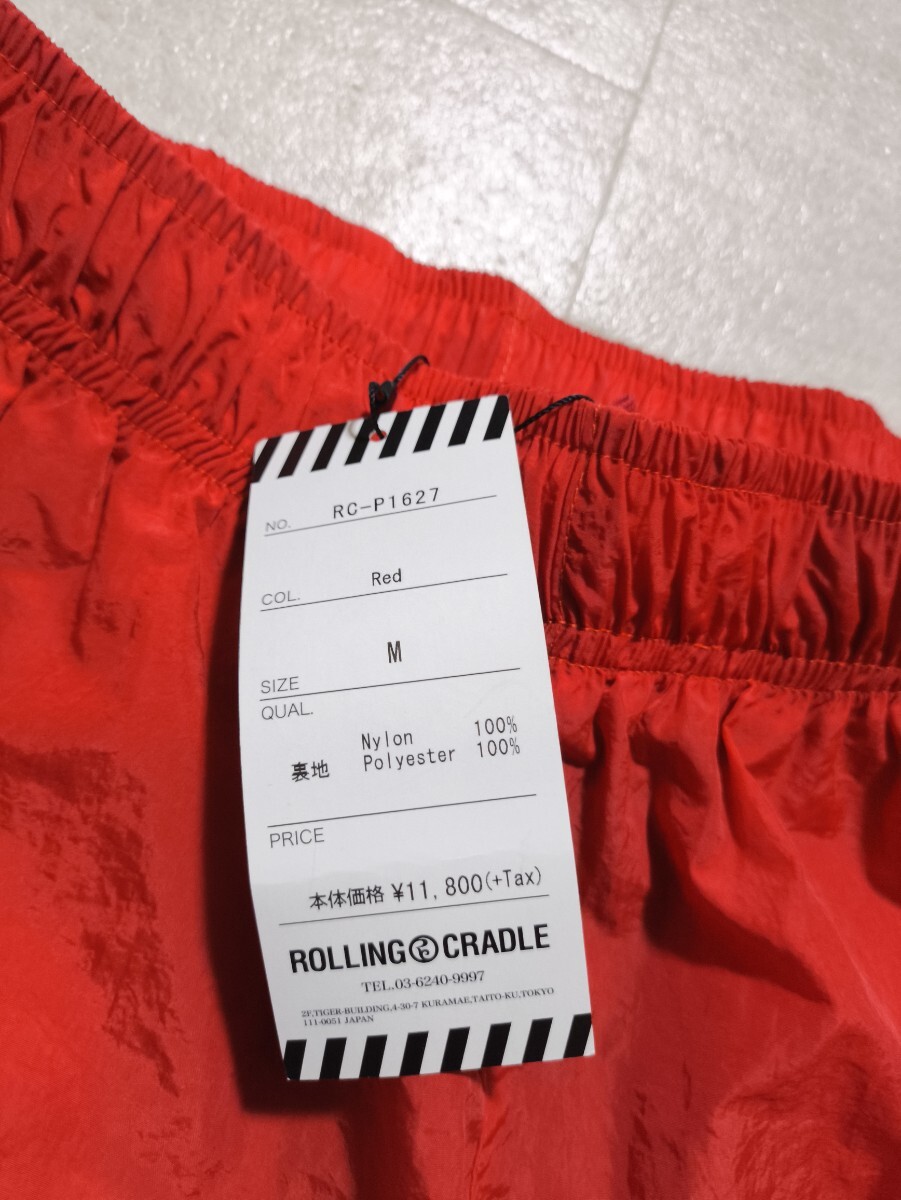 NO. RC-P1627
COL. Red
SIZE M
QUAL.
Nylon 100%
裏地 Polyester 100%
PRICE
本体価格 ¥11,800(+Tax)
ROLLING CRADLE
TEL.03-6240-9997
2F,TIGER-BUILDING,4-30-7 KURAMAE,TAITO-KU,TOKYO
111-0051 JAPAN